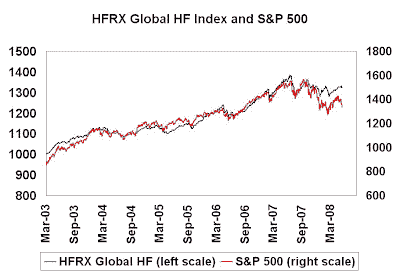 HFRX Global HF Index and S&P 500
1500
1400
1300
1200
1100
1000
900
800
1800
1600
1400
1200
1000
800
600
Mar-03
Sep-03
Mar-04
Sep-04
Mar-05
Sep-05
Mar-06
Sep-06
Mar-07
Sep-07
Mar-08
HFRX Global HF (left scale)
S&P 500 (right scale)